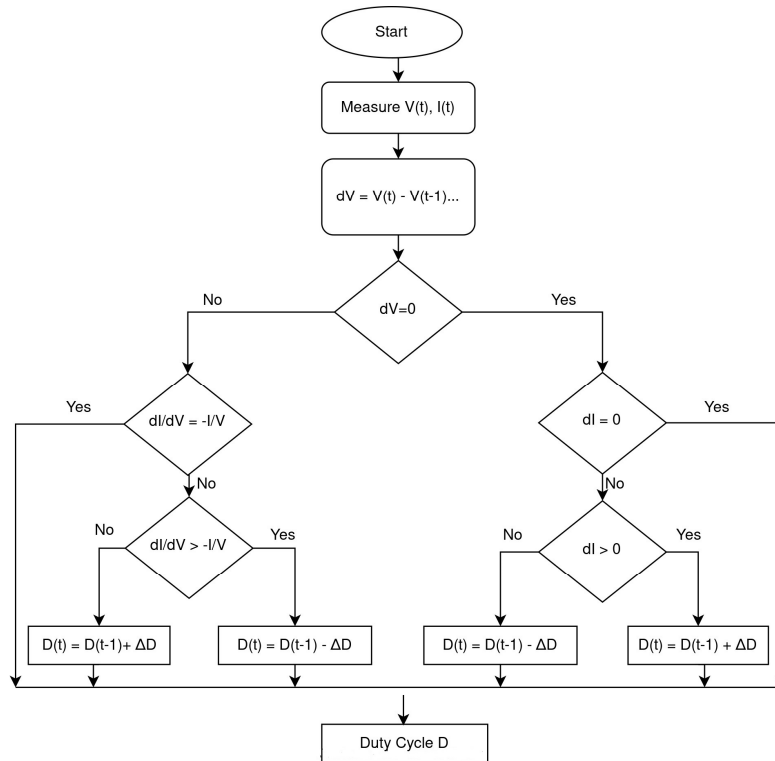 Start
Measure V(t), I(t)
dV = V(t) - V(t-1)...
dV=0
No
Yes
dI/dV = -I/V
Yes
No
dI = 0
Yes
No
dI/dV > -I/V
No
Yes
dI > 0
No
Yes
D(t) = D(t-1)+ ΔD
D(t) = D(t-1) - ΔD
D(t) = D(t-1) - ΔD
D(t) = D(t-1) + ΔD
Duty Cycle D